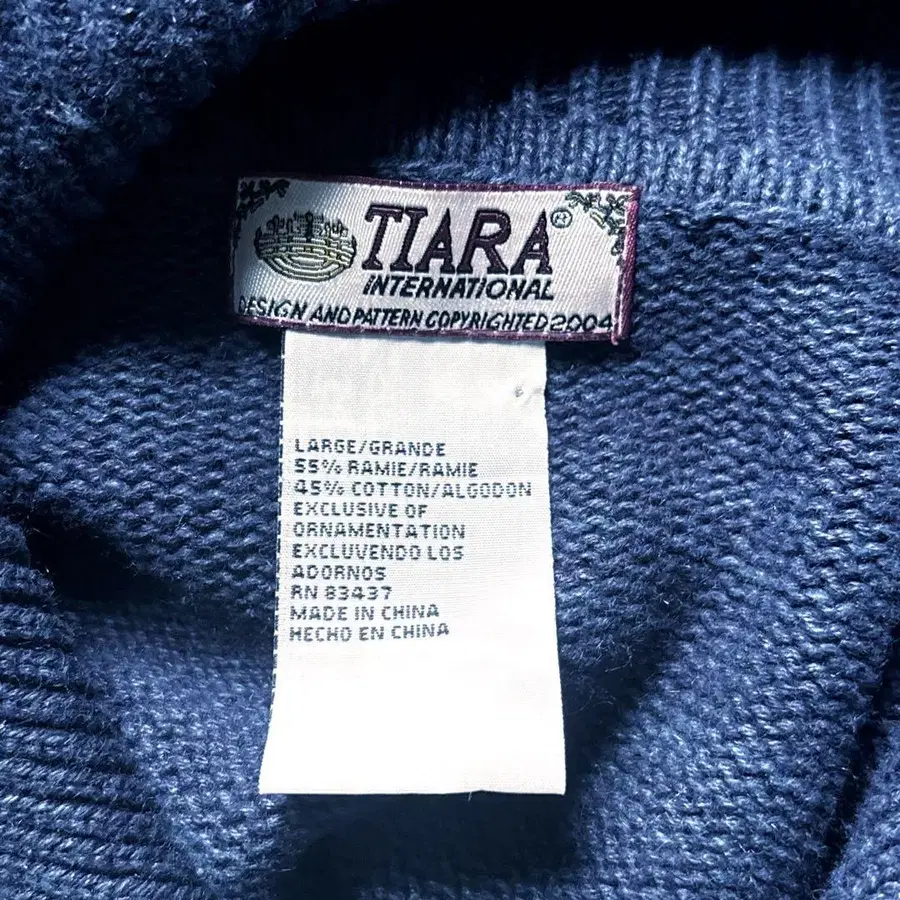 TIARA®
INTERNATIONAL
DESIGN AND PATTERN COPYRIGHTED 2004
LARGE/GRANDE
55% RAMIE/RAMIE
45% COTTON/ALGODON
EXCLUSIVE OF
ORNAMENTATION
EXCLUVENDO LOS
ADORNOS
RN 83437
MADE IN CHINA
HECHO EN CHINA